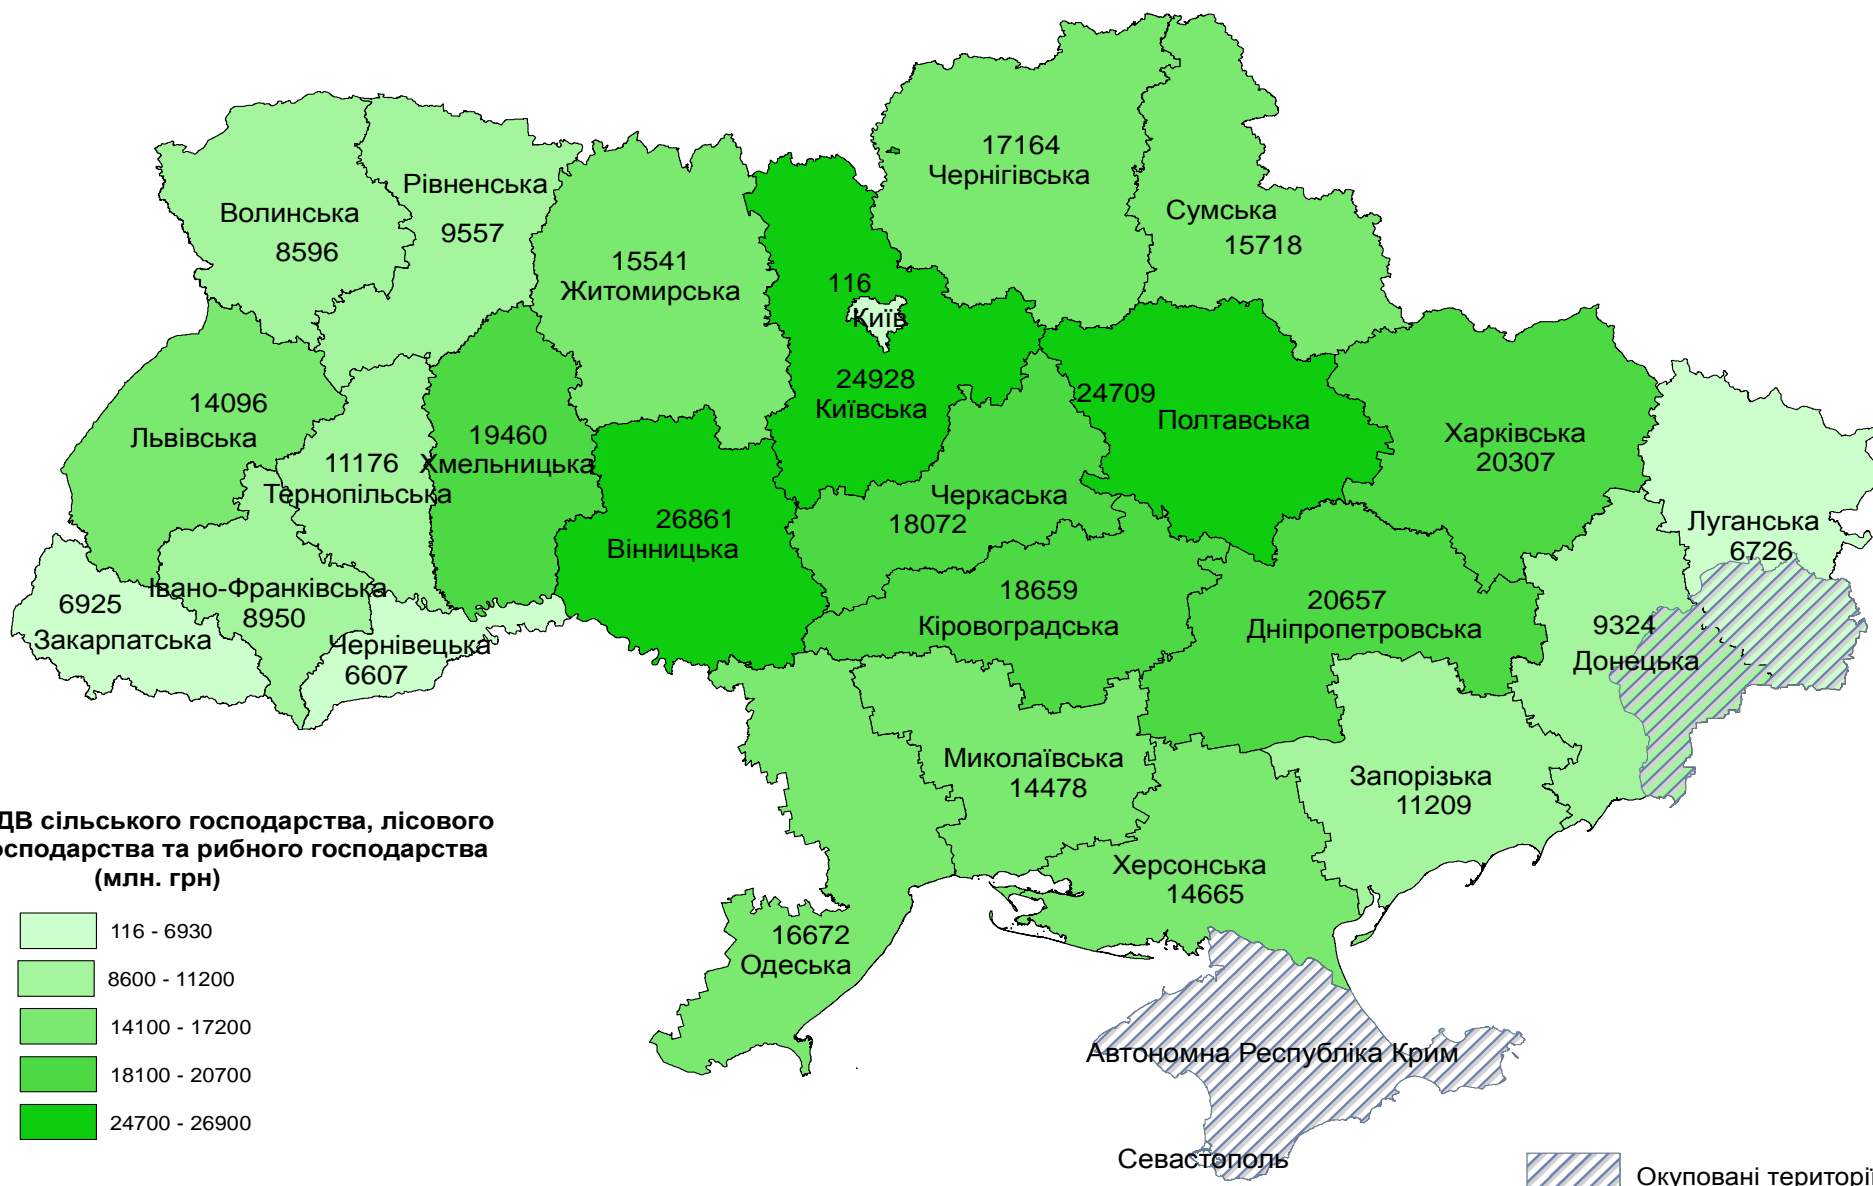 17164
Чернігівська
Рівненська
9557
Волинська
8596
Сумська
15718
15541
Житомирська
116
Київ
24928
Київська
24709
Полтавська
14096
Львівська
19460
Хмельницька
11176
Тернопільська
Харківська
20307
Черкаська
18072
26861
Вінницька
Луганська
6726
6925
Закарпатська
Івано-Франківська
8950
Чернівецька
6607
18659
Кіровоградська
20657
Дніпропетровська
9324
Донецька
Миколаївська
14478
Запорізька
11209
Херсонська
14665
16672
Одеська
Автономна Республіка Крим
Севастополь
ДВ сільського господарства, лісового
осподарства та рибного господарства
(млн. грн)
116 - 6930
8600 - 11200
14100 - 17200
18100 - 20700
24700 - 26900
Окуповані території